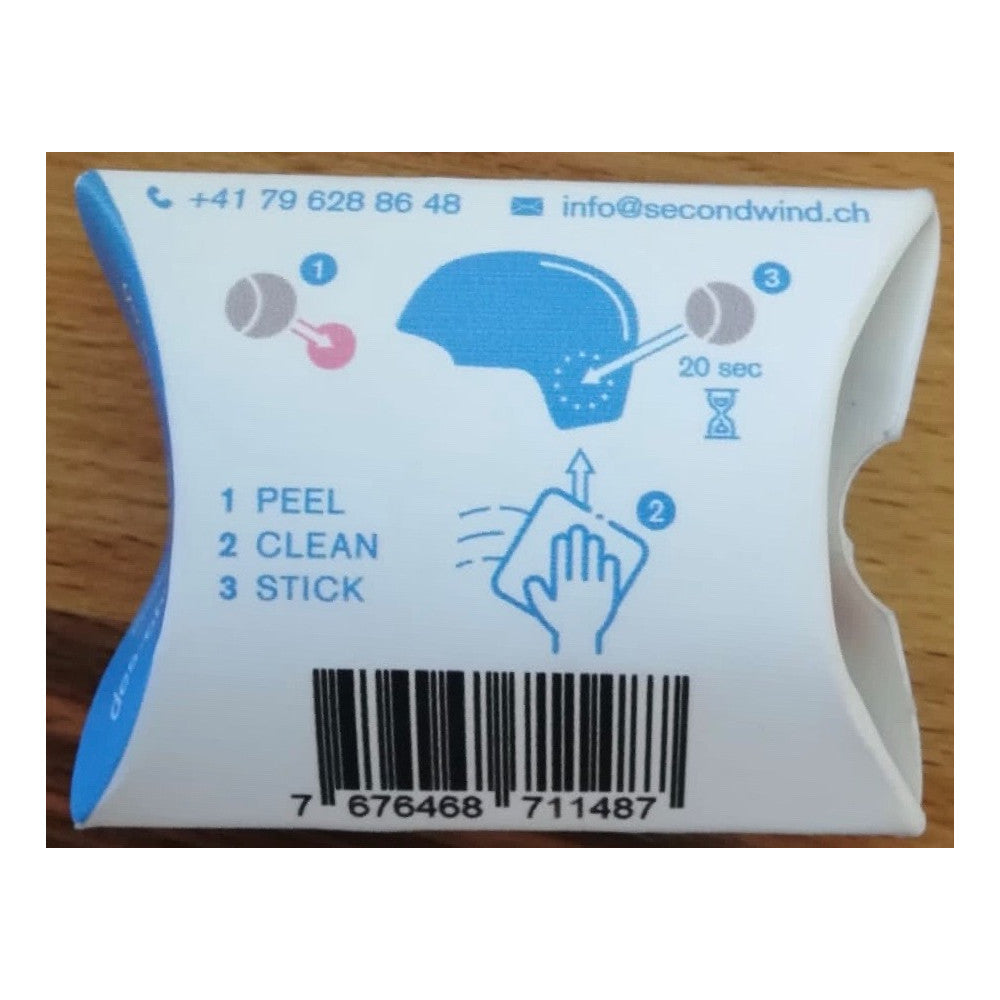 +41 79 628 86 48 info@secondwind.ch
1
3
20 sec
1 PEEL
2 CLEAN
3 STICK
2
7 676468 711487